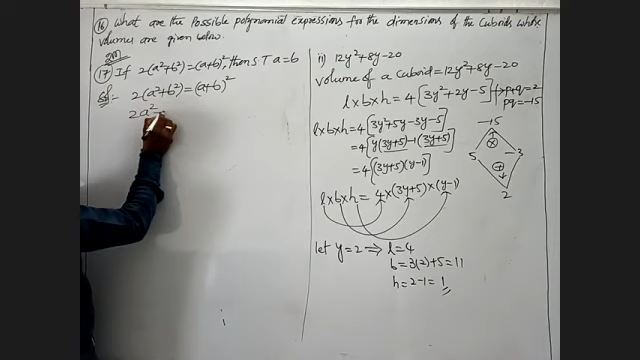 16 What are the Possible polynomial expressions for the dimensions of the Cuboids whose
volumes are given below.
2M
17 If 2(a²+b²)=(a+b)², then S.T a=b
Sol:- 2(a²+b²)=(a+b)²
2a²
ii) 12y²+8y-20
volume of a cuboid=12y²+8y-20
l×b×h=4[3y²+2y-5] → p+q=2
pq=-15
l×b×h=4[3y²+5y-3y-5]
=4[y(3y+5)-1(3y+5)]
=4[(3y+5)(y-1)]
l×b×h = 4×(3y+5)×(y-1)
let y=2 ⇒ l=4
b=3(2)+5=11
h=2-1=1
-15
×
5 -3
+
2